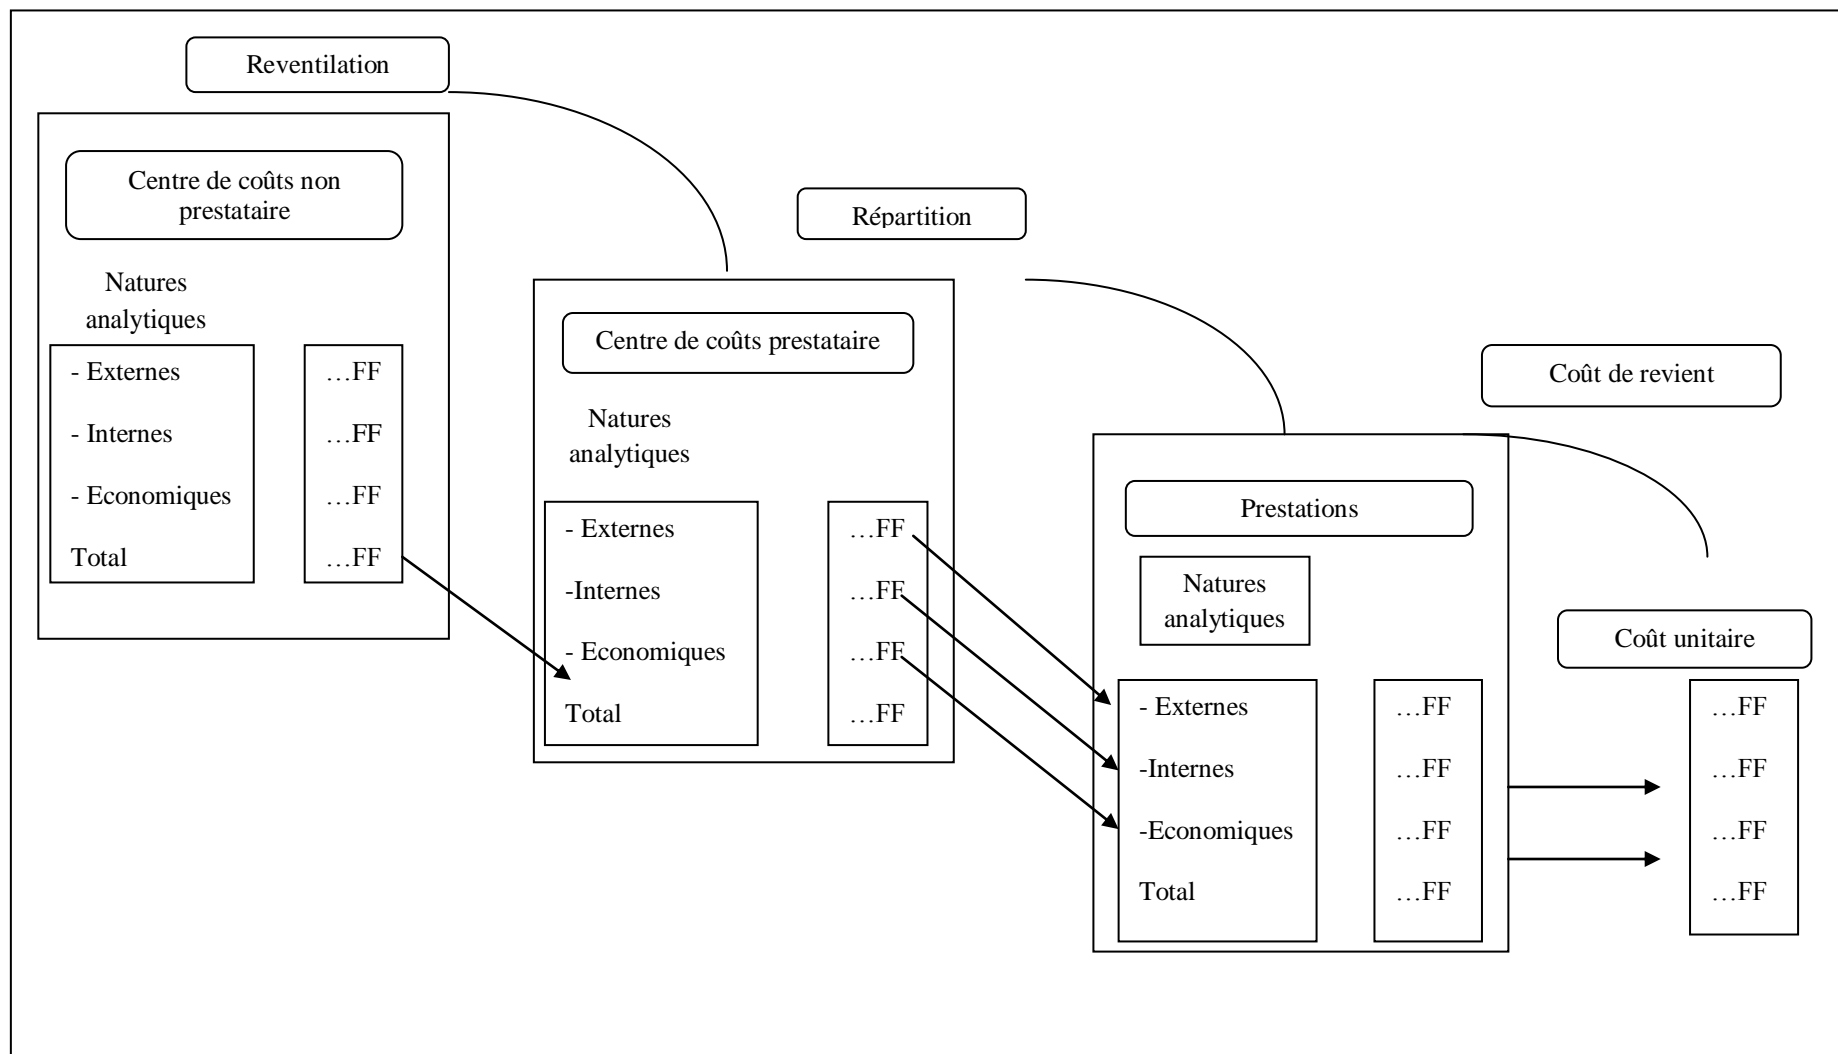 Reventilation
Centre de coûts non
prestataire
Natures
analytiques
- Externes …FF
- Internes …FF
- Economiques …FF
Total …FF
Répartition
Centre de coûts prestataire
Natures
analytiques
- Externes …FF
-Internes …FF
- Economiques …FF
Total …FF
Coût de revient
Prestations
Natures
analytiques
- Externes …FF
-Internes …FF
-Economiques …FF
Total …FF
Coût unitaire
…FF
…FF
…FF
…FF